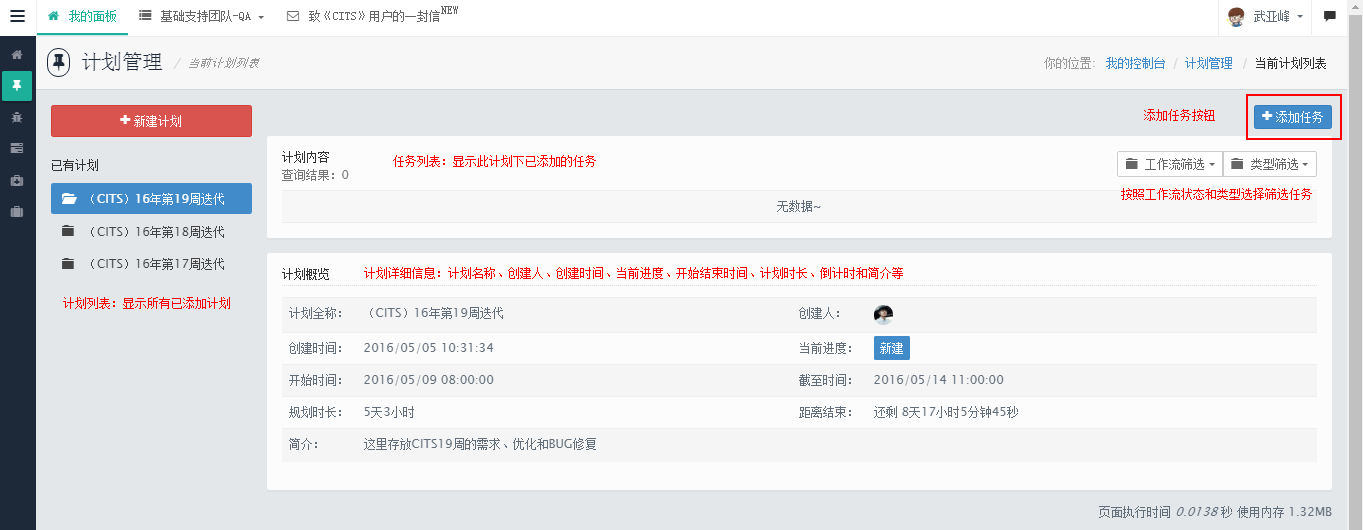 我的面板 基础支持团队-QA 致《CITS》用户的一封信NEW 武亚峰
计划管理 / 当前计划列表 你的位置: 我的控制台 / 计划管理 / 当前计划列表
新建计划 添加任务按钮 添加任务
已有计划
（CITS）16年第19周迭代
（CITS）16年第18周迭代
（CITS）16年第17周迭代
计划列表：显示所有已添加计划
计划内容 任务列表：显示此计划下已添加的任务
查询结果：0 工作流筛选 类型筛选
按照工作流状态和类型选择筛选任务
无数据~
计划概览 计划详细信息：计划名称、创建人、创建时间、当前进度、开始结束时间、计划时长、倒计时和简介等
计划全称： （CITS）16年第19周迭代 创建人：
创建时间： 2016/05/05 10:31:34 当前进度： 新建
开始时间： 2016/05/09 08:00:00 截至时间： 2016/05/14 11:00:00
规划时长： 5天3小时 距离结束： 还剩 8天17小时5分钟45秒
简介： 这里存放CITS19周的需求、优化和BUG修复
页面执行时间 0.0138 秒 使用内存 1.32MB